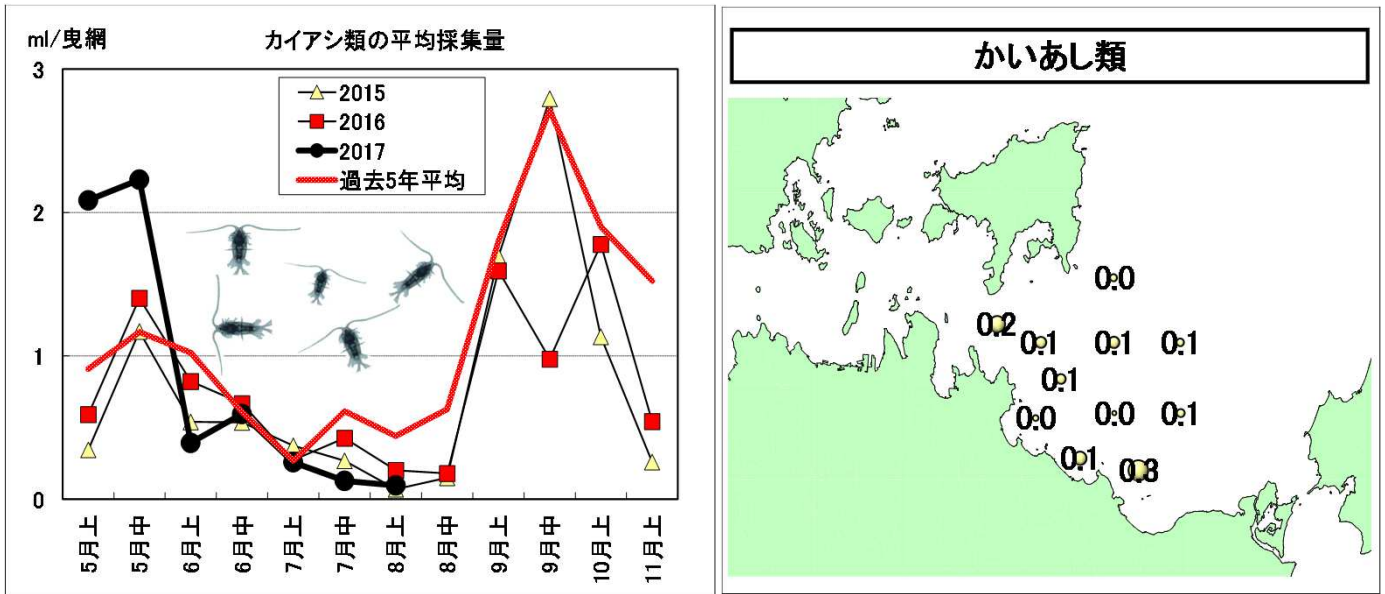 ml/曳網
カイアシ類の平均採集量
3
2
1
0
2015
2016
2017
過去5年平均
5月上
5月中
6月上
6月中
7月上
7月中
8月上
8月中
9月上
9月中
10月上
11月上
かいあし類
0.0
0.2
0.1
0.1
0.1
0.1
0.0
0.0
0.1
0.1
0.3